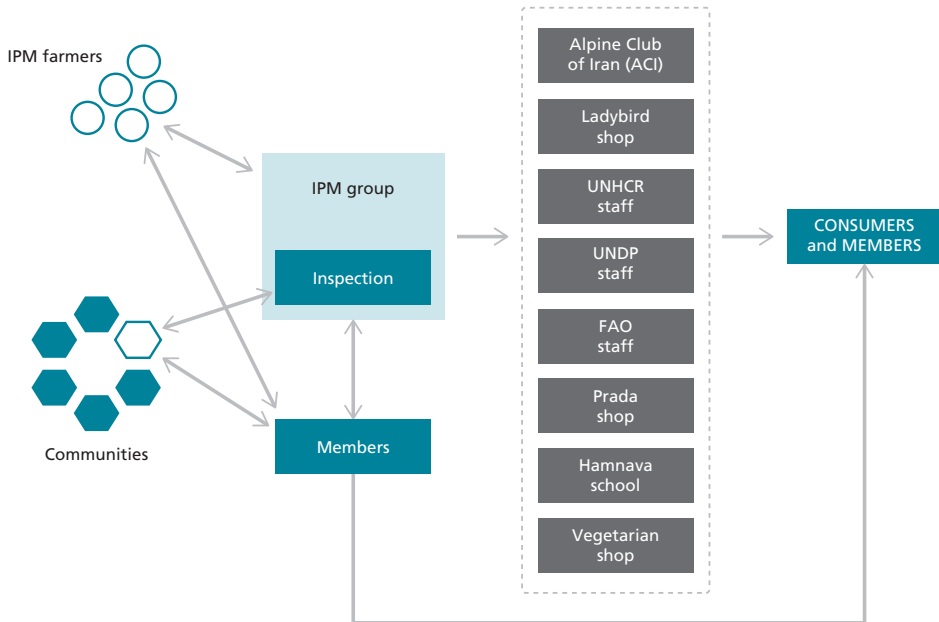 IPM farmers
IPM group
Inspection
Communities
Members
Alpine Club
of Iran (ACI)
Ladybird
shop
UNHCR
staff
UNDP
staff
FAO
staff
Prada
shop
Hamnava
school
Vegetarian
shop
CONSUMERS
and MEMBERS